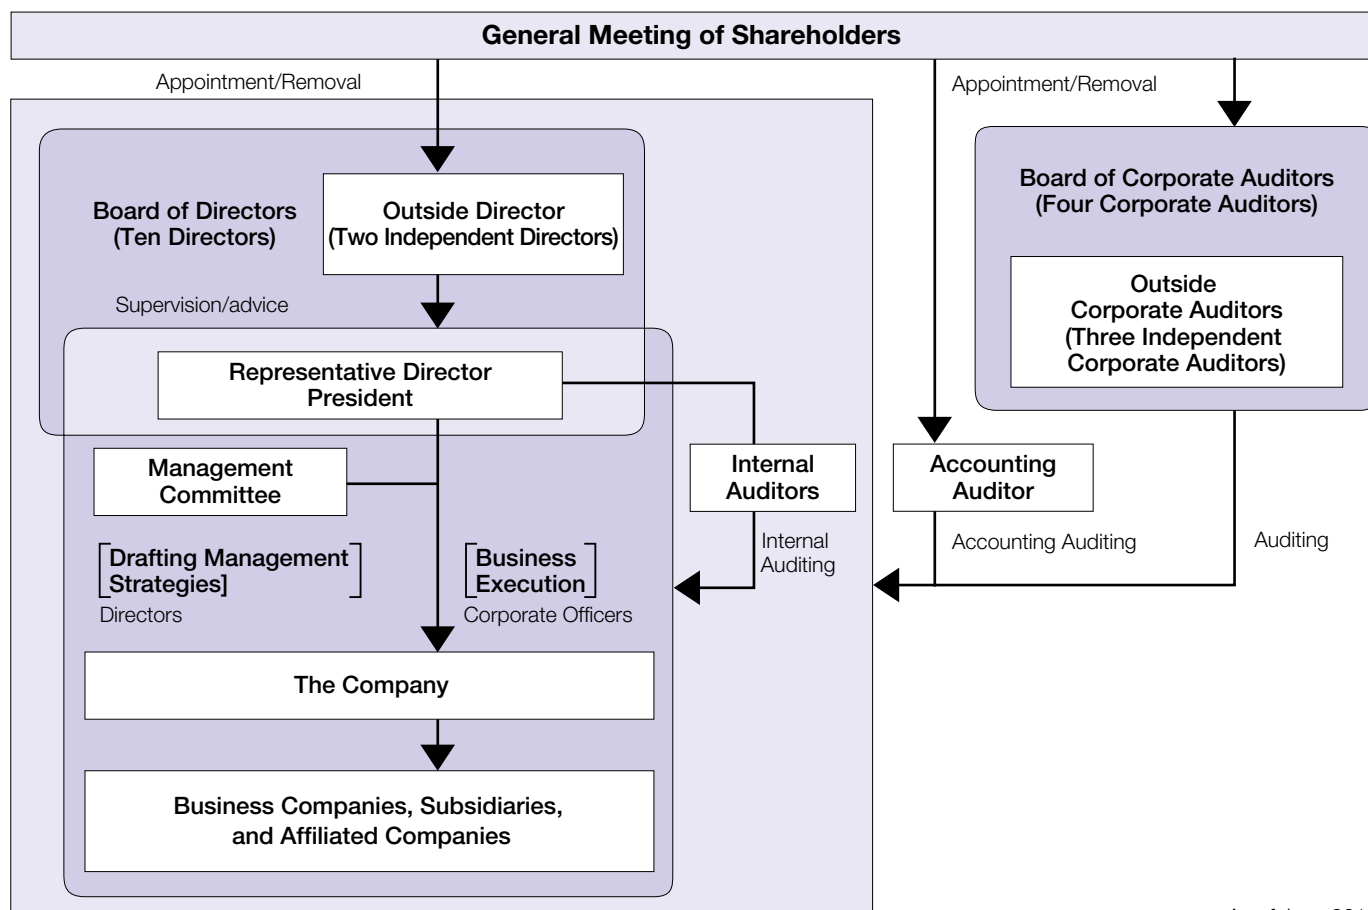 General Meeting of Shareholders
Appointment/Removal
Appointment/Removal
Board of Directors
(Ten Directors)
Outside Director
(Two Independent Directors)
Board of Corporate Auditors
(Four Corporate Auditors)
Outside
Corporate Auditors
(Three Independent
Corporate Auditors)
Supervision/advice
Representative Director
President
Management
Committee
Internal
Auditors
Accounting
Auditor
[Drafting Management
Strategies]
Directors
[Business
Execution]
Corporate Officers
Internal
Auditing
Accounting Auditing
Auditing
The Company
Business Companies, Subsidiaries,
and Affiliated Companies